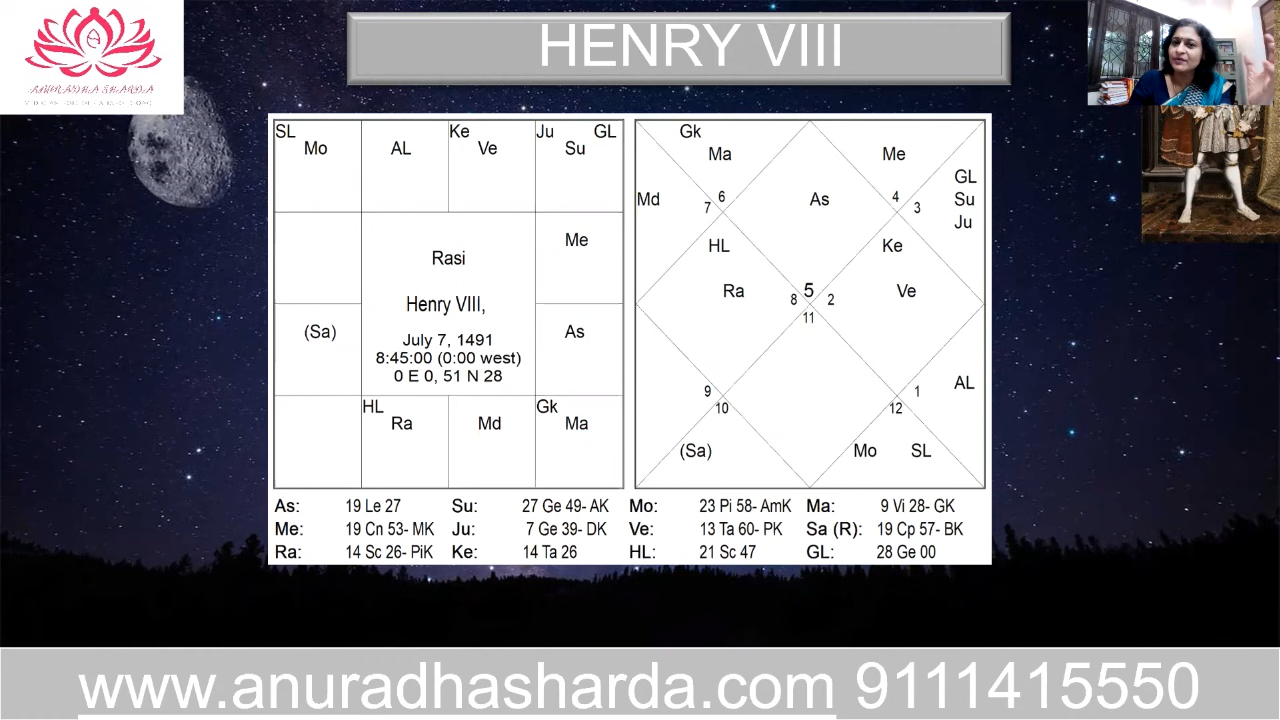 HENRY VIII
ANURADHA SHARDA
SL
Mo
AL
Ke
Ve
Ju GL
Su
Me
(Sa)
As
HL
Ra
Md
Gk
Ma
Rasi
Henry VIII,
July 7, 1491
8:45:00 (0:00 west)
0 E 0, 51 N 28
Gk
Ma
Me
GL
Su
Ju
Md
6
7
As
4
3
HL
Ke
Ra
8
5
2
11
Ve
9
10
1
12
AL
(Sa)
Mo SL
As: 19 Le 27 Su: 27 Ge 49- AK Mo: 23 Pi 58- AmK Ma: 9 Vi 28- GK
Me: 19 Cn 53- MK Ju: 7 Ge 39- DK Ve: 13 Ta 60- PK Sa (R): 19 Cp 57- BK
Ra: 14 Sc 26- PiK Ke: 14 Ta 26 HL: 21 Sc 47 GL: 28 Ge 00
www.anuradhasharda.com 9111415550